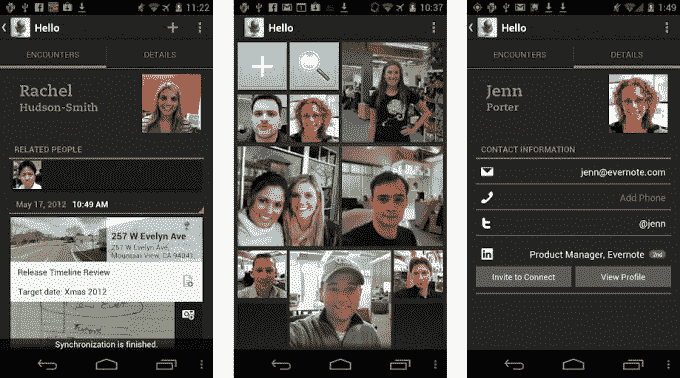 11:22
Hello
ENCOUNTERS DETAILS
Rachel
Hudson-Smith
RELATED PEOPLE
May 17, 2012 10:49 AM
257 W Evelyn Ave
257 W Evelyn Ave,
Mountain View, CA 94041
Release Timeline Review
Target date: Xmas 2012
Synchronization is finished.
10:37
Hello
1:49
Hello
ENCOUNTERS DETAILS
Jenn
Porter
CONTACT INFORMATION
jenn@evernote.com
Add Phone
@jenn
in Product Manager, Evernote 2nd
Invite to Connect View Profile